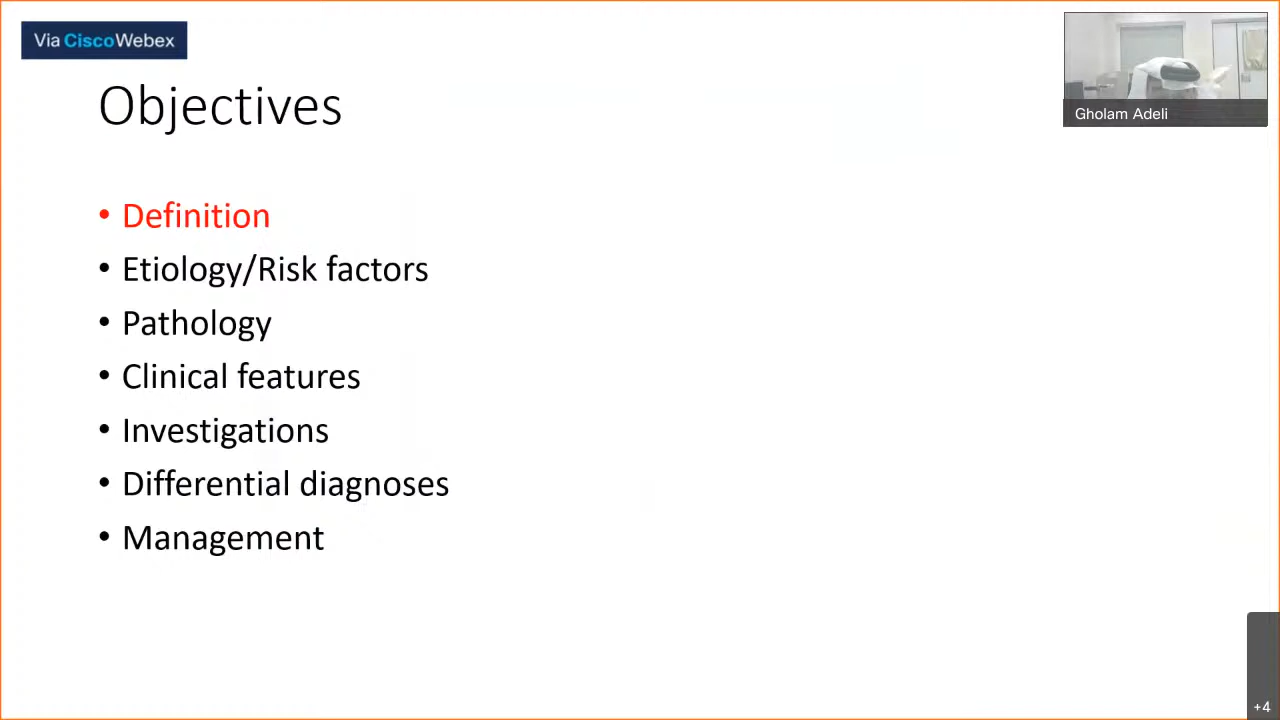 Via CiscoWebex
Gholam Adeli
Objectives
• Definition
• Etiology/Risk factors
• Pathology
• Clinical features
• Investigations
• Differential diagnoses
• Management
+4